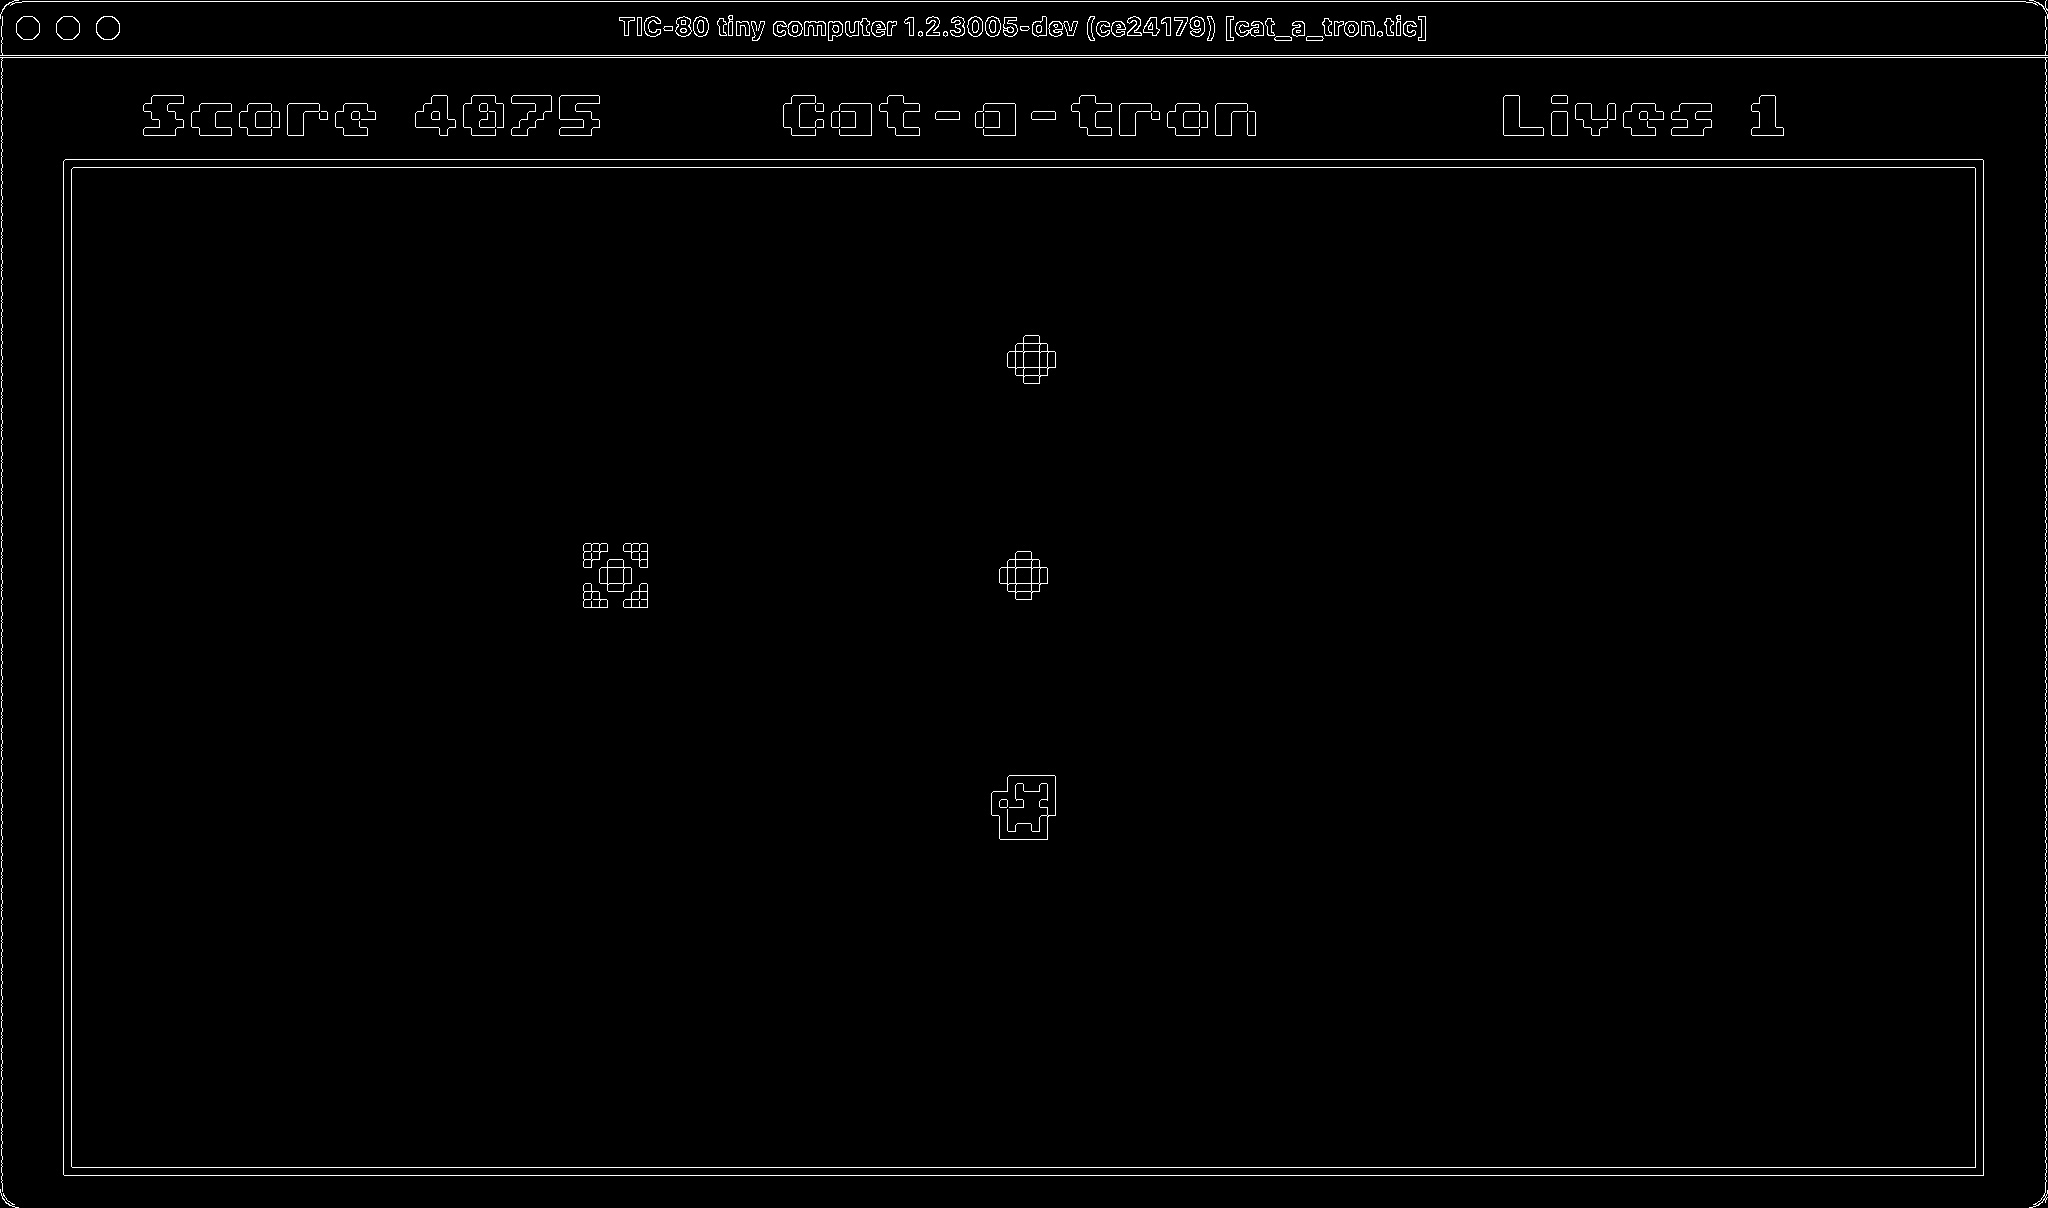 TIC-80 tiny computer 1.2.3005-dev (ce24179) [cat_a_tron.tic]
Score 4075 Cat-a-tron Lives 1